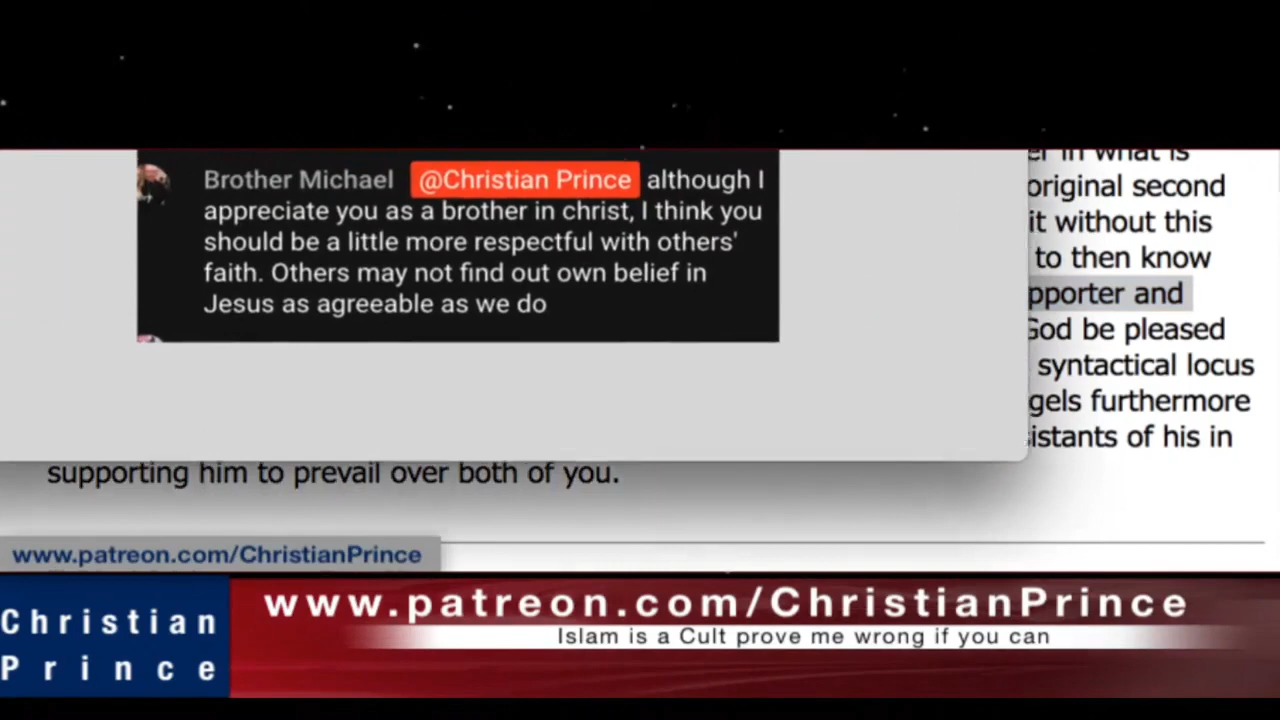 Brother Michael @Christian Prince although I
appreciate you as a brother in christ, I think you
should be a little more respectful with others'
faith. Others may not find out own belief in
Jesus as agreeable as we do
in what is
original second
it without this
to then know
and
God be pleased
syntactical locus
furthermore
of his in
supporting him to prevail over both of you.
www.patreon.com/ChristianPrince
Christian
Prince
www.patreon.com/ChristianPrince
Islam is a Cult prove me wrong if you can